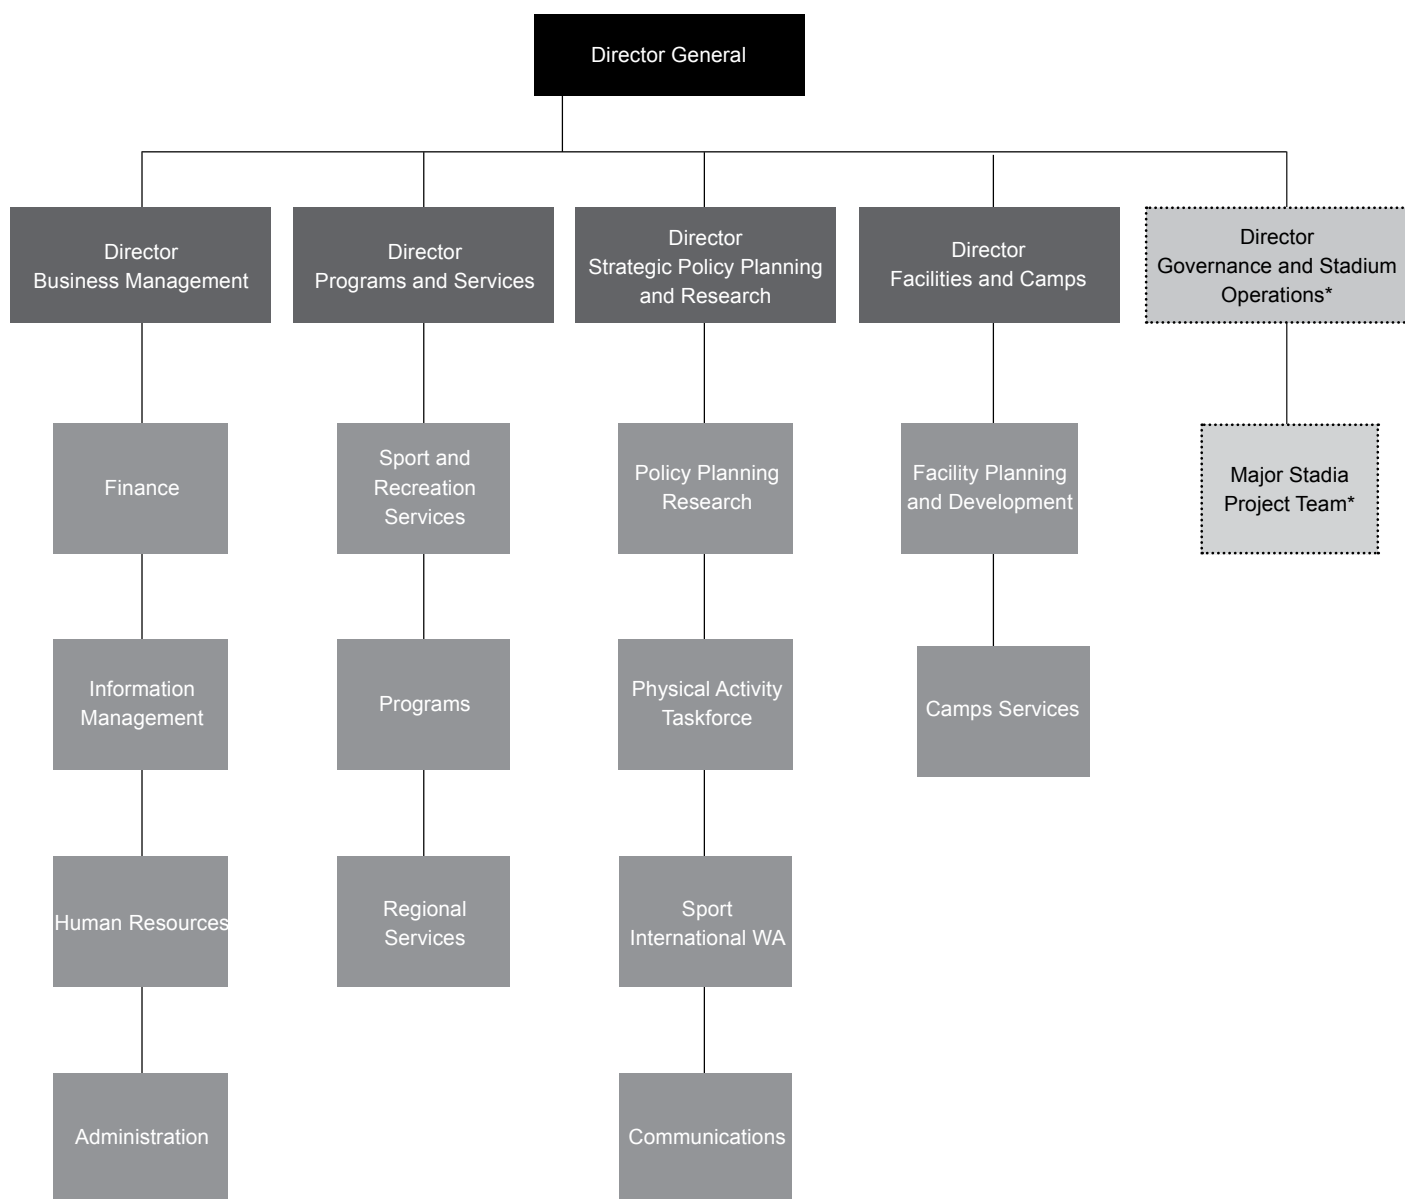 Director General
Director
Business Management
Director
Programs and Services
Director
Strategic Policy Planning
and Research
Director
Facilities and Camps
Director
Governance and Stadium
Operations*
Finance
Sport and
Recreation
Services
Policy Planning
Research
Facility Planning
and Development
Major Stadia
Project Team*
Information
Management
Programs
Physical Activity
Taskforce
Camps Services
Human Resources
Regional
Services
Sport
International WA
Administration
Communications